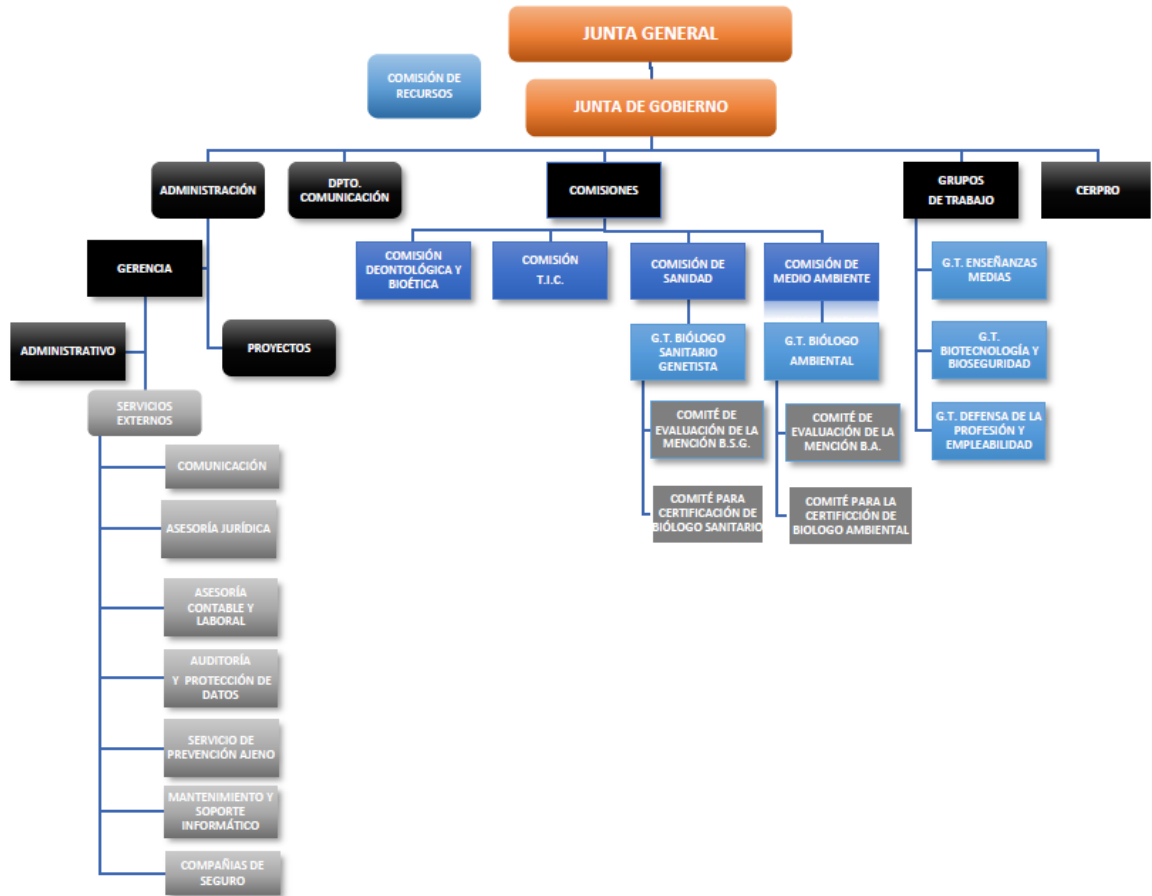 JUNTA GENERAL
COMISIÓN DE
RECURSOS
JUNTA DE GOBIERNO
ADMINISTRACIÓN
DPTO.
COMUNICACIÓN
COMISIONES
GRUPOS
DE TRABAJO
CERPRO
GERENCIA
COMISIÓN
DEONTOLÓGICA Y
BIOÉTICA
COMISIÓN
T.I.C.
COMISIÓN DE
SANIDAD
COMISIÓN DE
MEDIO AMBIENTE
G.T. ENSEÑANZAS
MEDIAS
ADMINISTRATIVO
PROYECTOS
G.T. BIÓLOGO
SANITARIO
GENETISTA
G.T. BIÓLOGO
AMBIENTAL
G.T.
BIOTECNOLOGÍA Y
BIOSEGURIDAD
SERVICIOS
EXTERNOS
COMITÉ DE
EVALUACIÓN DE LA
MENCIÓN B.S.G.
COMITÉ DE
EVALUACIÓN DE LA
MENCIÓN B.A.
G.T. DEFENSA DE LA
PROFESIÓN Y
EMPLEABILIDAD
COMUNICACIÓN
COMITÉ PARA
CERTIFICACIÓN DE
BIÓLOGO SANITARIO
COMITÉ PARA LA
CERTIFICCIÓN DE
BIOLOGO AMBIENTAL
ASESORÍA JURÍDICA
ASESORÍA
CONTABLE Y
LABORAL
AUDITORÍA
Y PROTECCIÓN DE
DATOS
SERVICIO DE
PREVENCIÓN AJENO
MANTENIMIENTO Y
SOPORTE
INFORMÁTICO
COMPAÑIAS DE
SEGURO